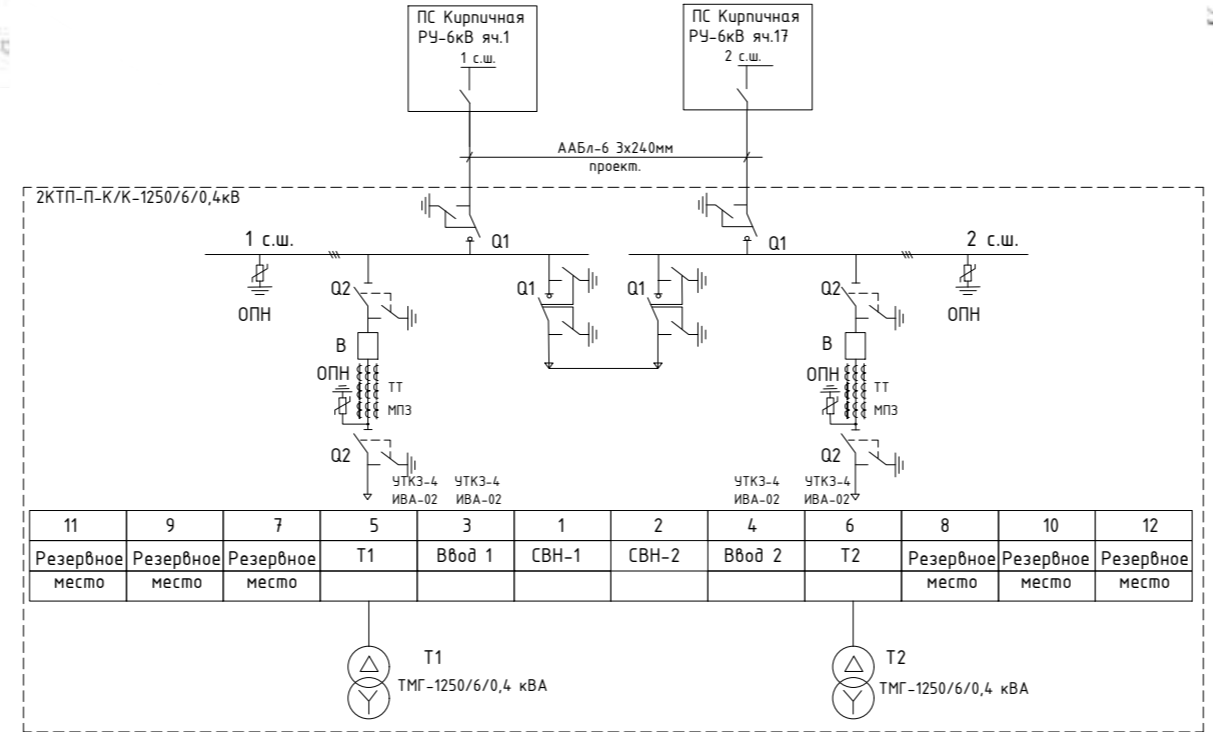 ПС Кирпичная
РУ-6кВ яч.1
1 с.ш.
ПС Кирпичная
РУ-6кВ яч.17
2 с.ш.
ААБл-6 3х240мм
проект.
2КТП-П-К/К-1250/6/0,4кВ
1 с.ш.
Q1
Q1
2 с.ш.
ОПН
Q2
Q1
Q1
Q2
ОПН
В
В
ОПН
ТТ
МПЗ
ОПН
ТТ
МПЗ
Q2
Q2
УТКЗ-4
ИВА-02
УТКЗ-4
ИВА-02
УТКЗ-4
ИВА-02
УТКЗ-4
ИВА-02
11 9 7 5 3 1 2 4 6 8 10 12
Резервное Резервное Резервное Т1 Ввод 1 СВН-1 СВН-2 Ввод 2 Т2 Резервное Резервное Резервное
место место место место место место
Т1
ТМГ-1250/6/0,4 кВА
Т2
ТМГ-1250/6/0,4 кВА